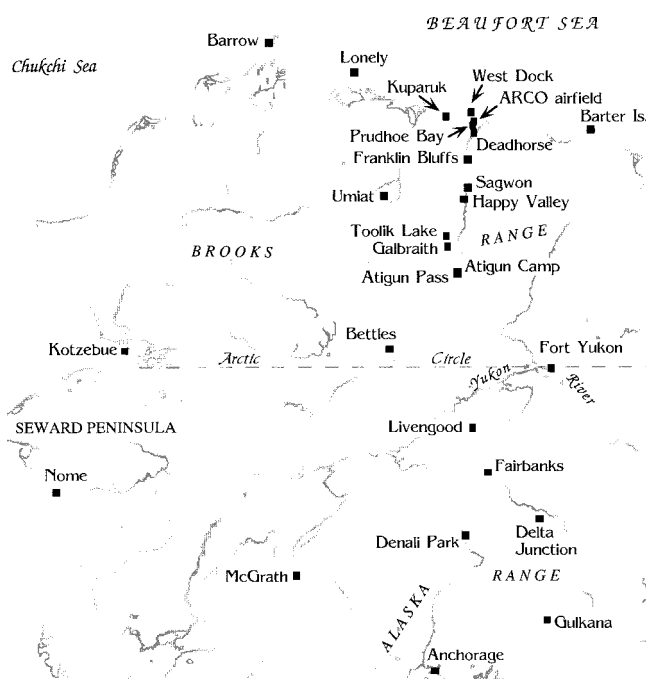 BEAUFORT SEA
Barrow
Chukchi Sea
Lonely
West Dock
Kuparuk
ARCO airfield
Barter Is.
Prudhoe Bay
Deadhorse
Franklin Bluffs
Sagwon
Umiat
Happy Valley
Toolik Lake
RANGE
Galbraith
BROOKS
Atigun Camp
Atigun Pass
Bettles
Kotzebue
Fort Yukon
Arctic
Circle
Yukon
River
Livengood
SEWARD PENINSULA
Fairbanks
Nome
Delta
Junction
Denali Park
McGrath
RANGE
ALASKA
Gulkana
Anchorage